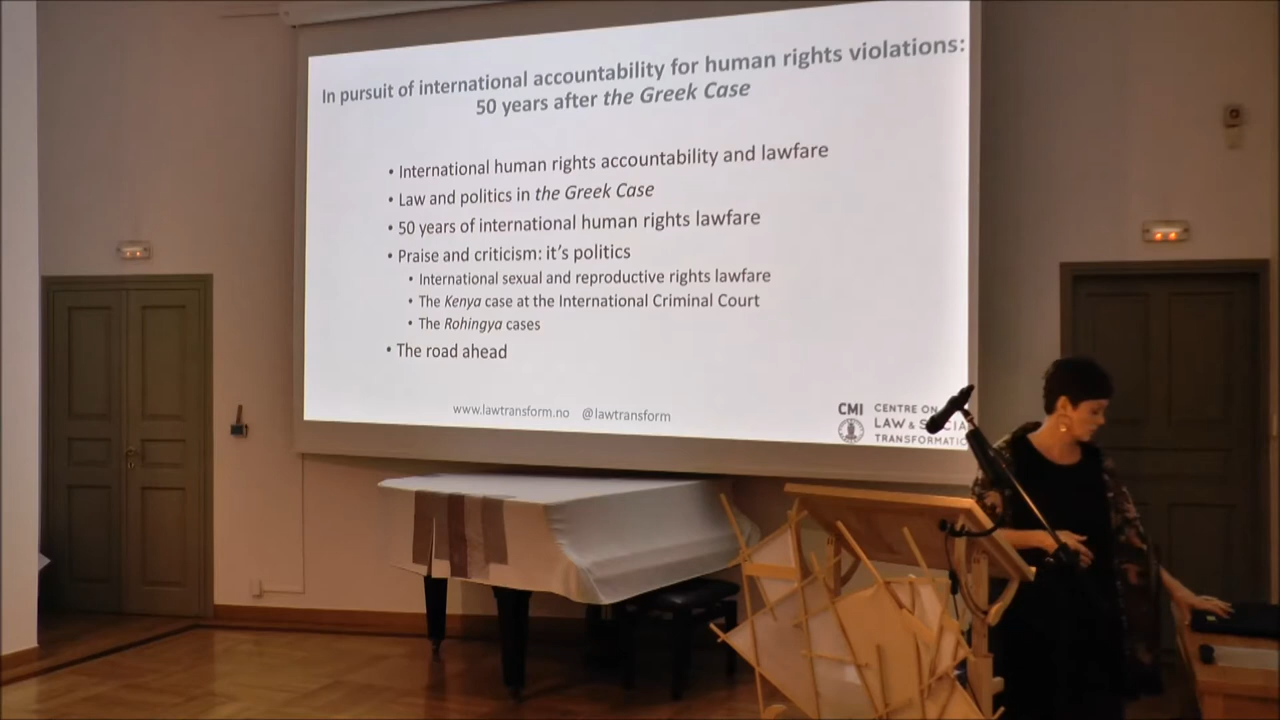 In pursuit of international accountability for human rights violations:
50 years after the Greek Case
• International human rights accountability and lawfare
• Law and politics in the Greek Case
• 50 years of international human rights lawfare
• Praise and criticism: it's politics
• International sexual and reproductive rights lawfare
• The Kenya case at the International Criminal Court
• The Rohingya cases
• The road ahead
www.lawtransform.no @lawtransform
CMI
CENTRE ON
LAW & S CIA
TRANSFORMATIO